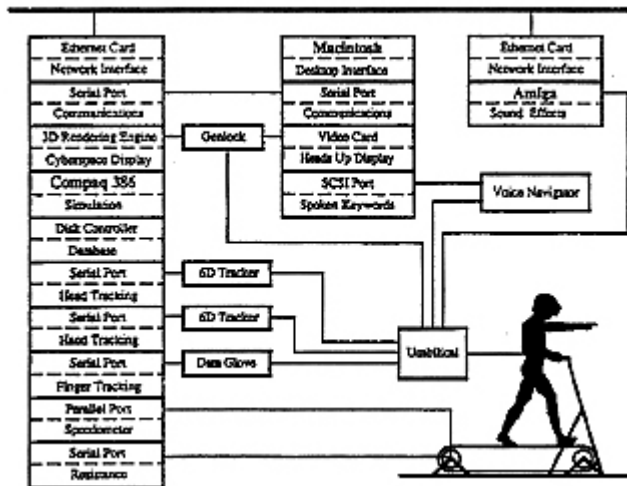 Ethernet Card
Network Interface
Serial Port
Communications
3D Rendering Engine
Cyberspace Display
Compaq 386
Simulation
Disk Controller
Database
Serial Port
Head Tracking
Serial Port
Hand Tracking
Serial Port
Finger Tracking
Parallel Port
Speedometer
Serial Port
Resistance
Genlock
6D Tracker
6D Tracker
Data Glove
Macintosh
Desktop Interface
Serial Port
Communications
Video Card
Heads Up Display
SCSI Port
Spoken Keywords
Ethernet Card
Network Interface
Amiga
Sound Effects
Voice Navigator
Umbilical